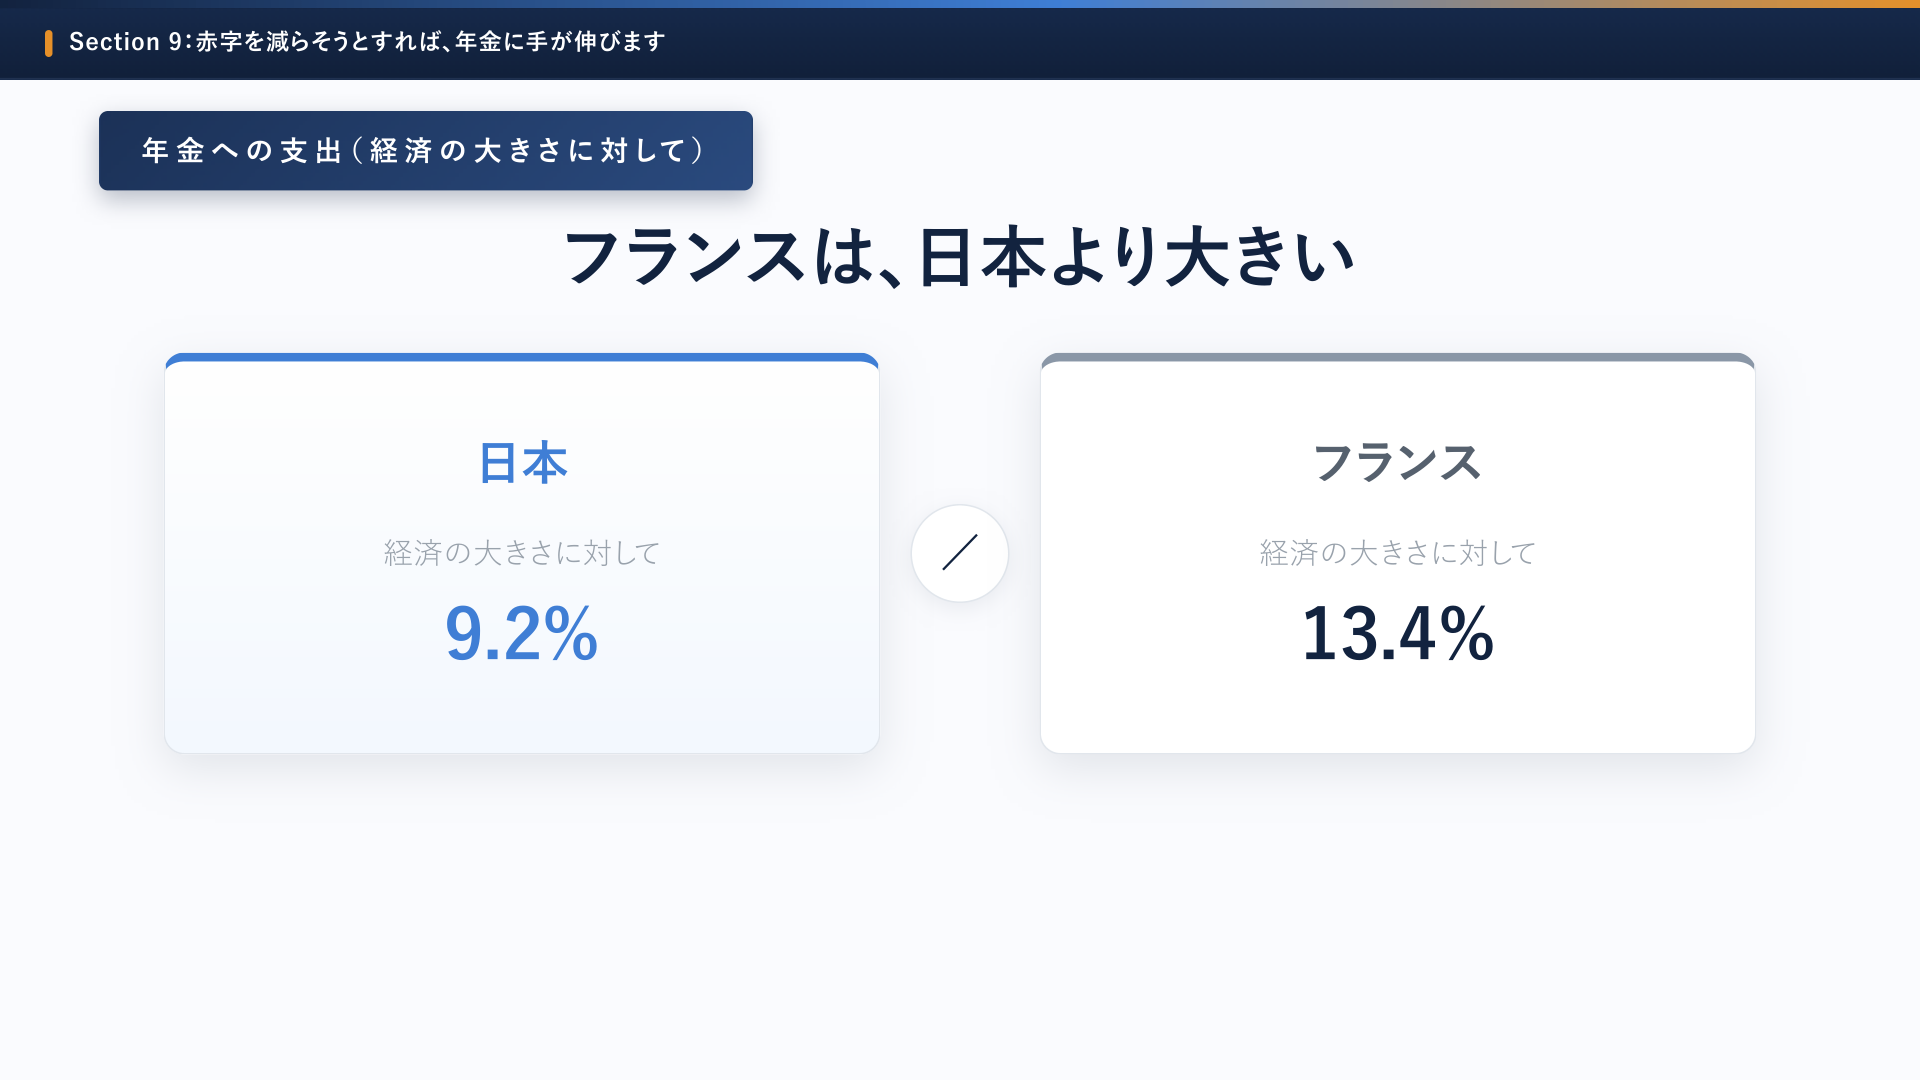 Section 9：赤字を減らそうとすれば、年金に手が伸びます
年金への支出（経済の大きさに対して）
フランスは、日本より大きい
日本
経済の大きさに対して
9.2%
／
フランス
経済の大きさに対して
13.4%